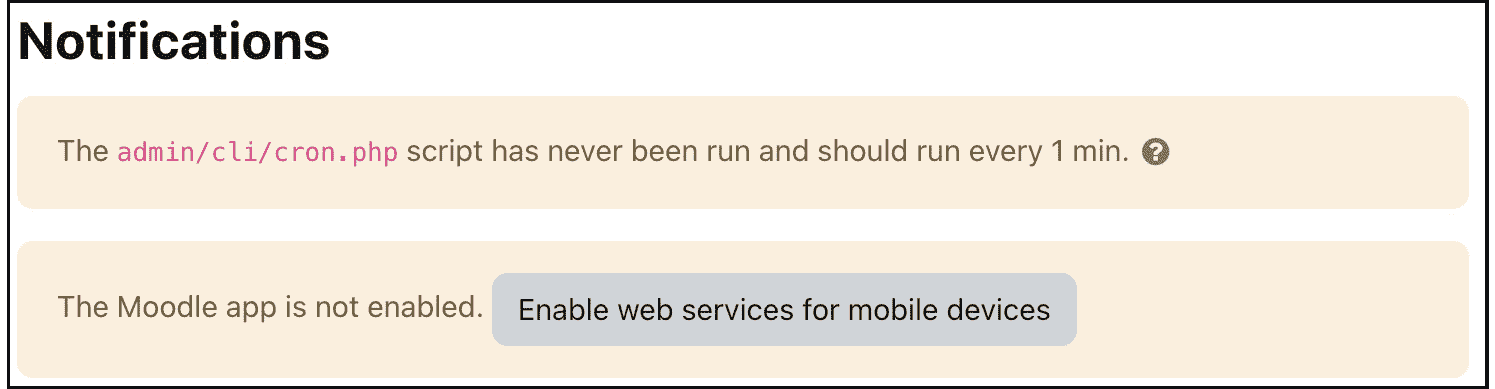 Notifications
The admin/cli/cron.php script has never been run and should run every 1 min. ?
The Moodle app is not enabled. Enable web services for mobile devices